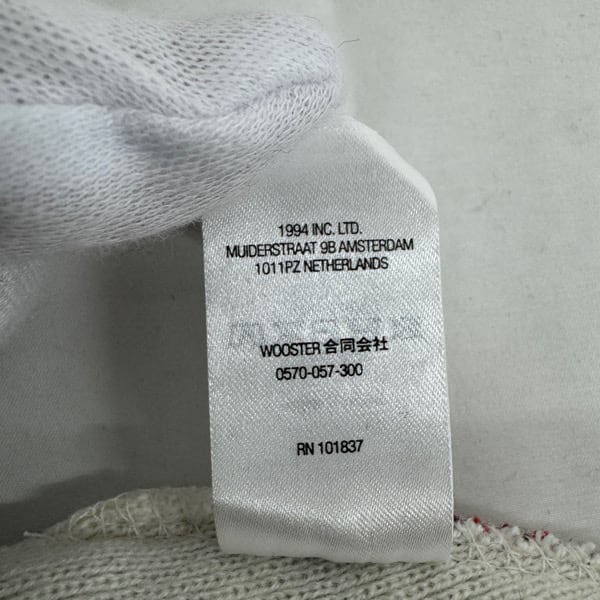 1994 INC. LTD.
MUIDERSTRAAT 9B AMSTERDAM
1011PZ NETHERLANDS
WOOSTER 合同会社
0570-057-300
RN 101837